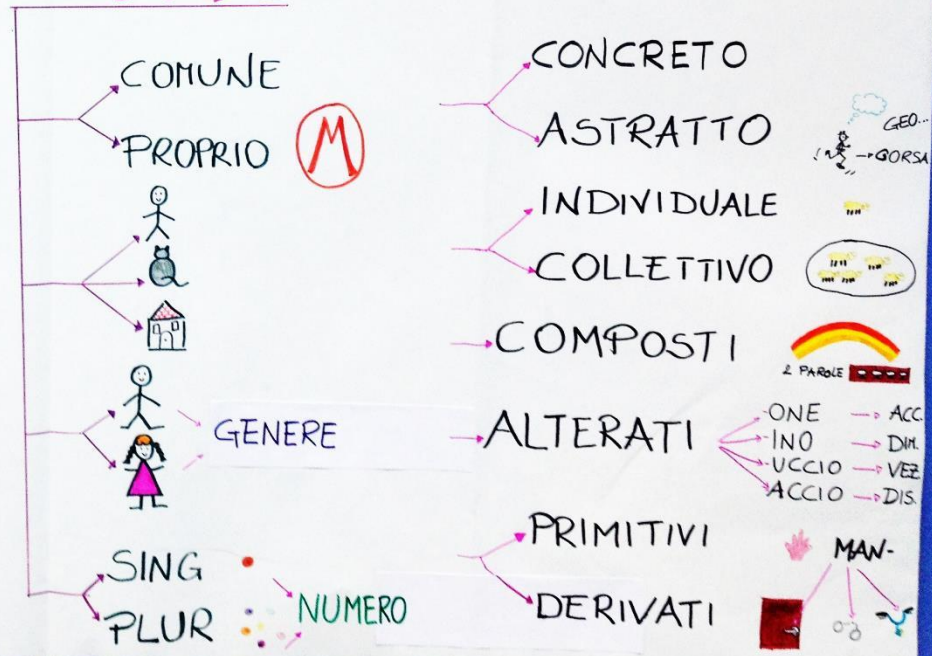 COMUNE
PROPRIO M
GENERE
SING
PLUR
NUMERO
CONCRETO
ASTRATTO
GEO...
CORSA
INDIVIDUALE
COLLETTIVO
COMPOSTI
2 PAROLE
ALTERATI
-ONE ACC.
-INO DIM.
-UCCIO VEZ.
-ACCIO DIS.
PRIMITIVI
DERIVATI
MAN-